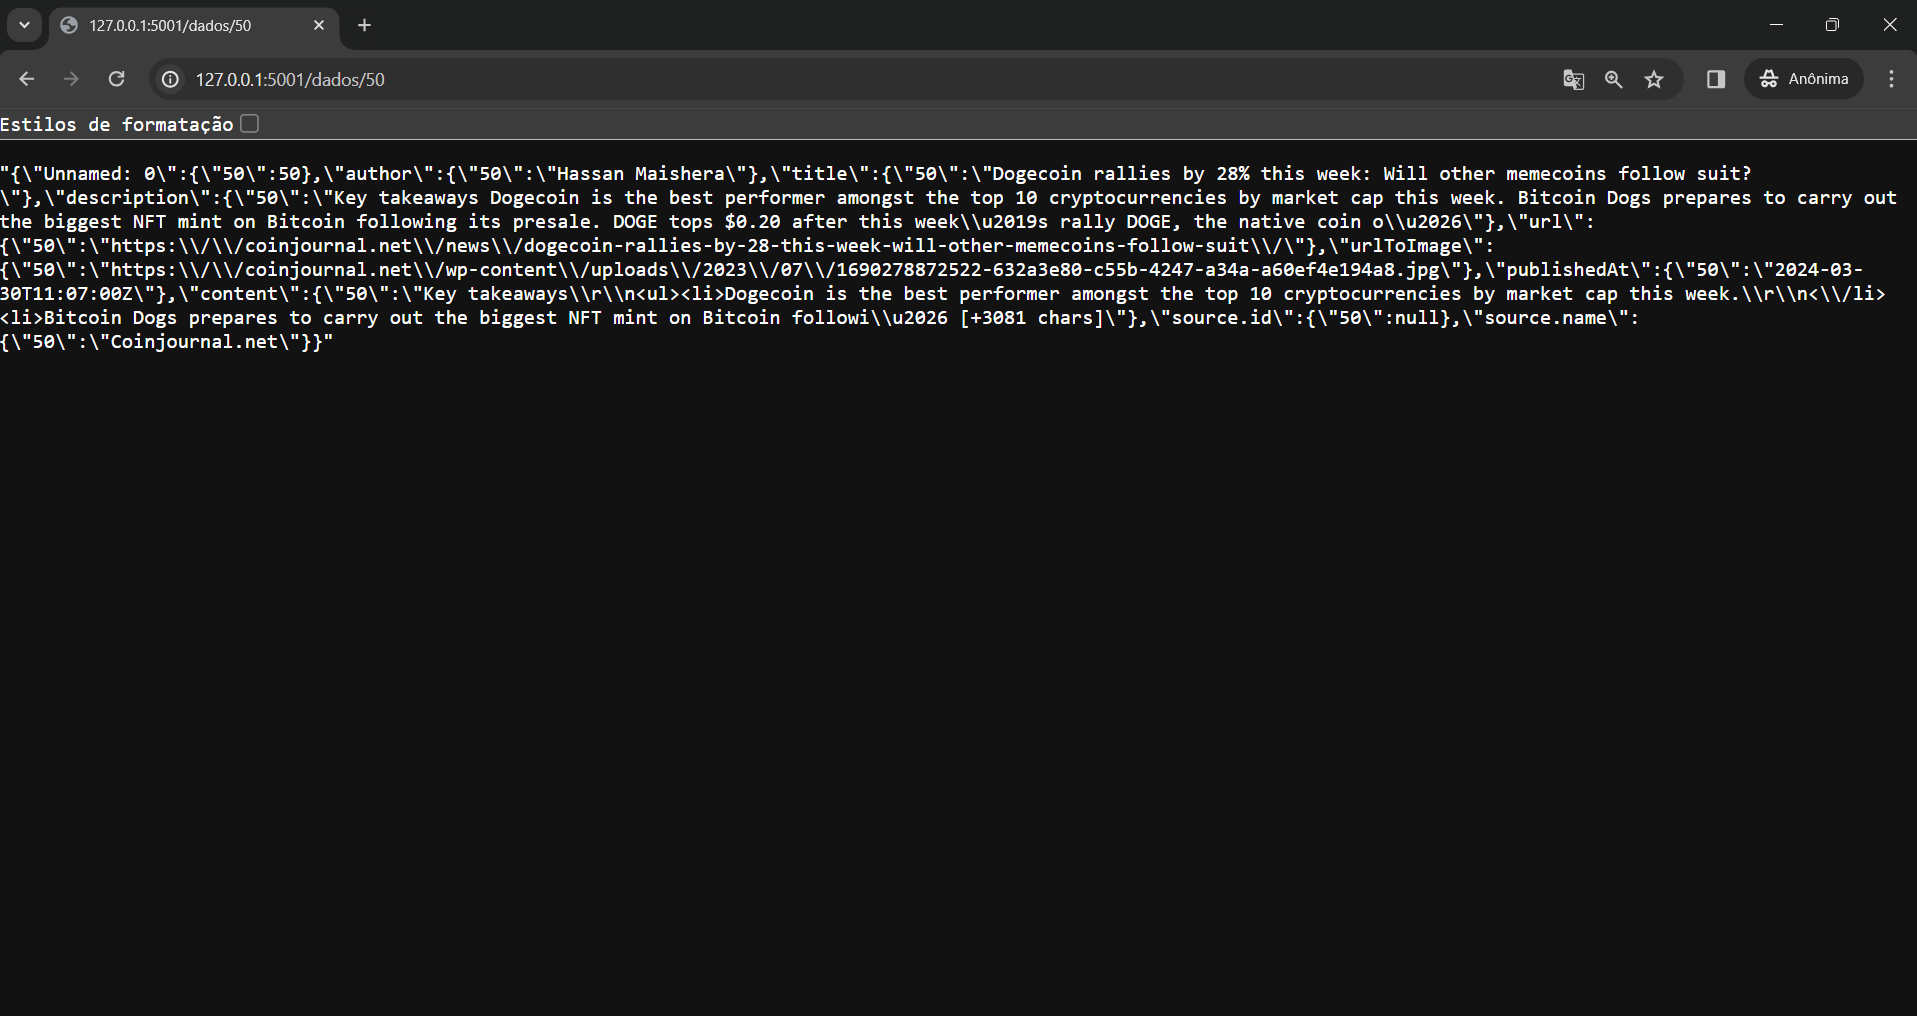 127.0.0.1:5001/dados/50
127.0.0.1:5001/dados/50
Anônima
Estilos de formatação
"{\"Unnamed: 0\":{\"50\":50},\"author\":{\"50\":\"Hassan Maishera\"},\"title\":{\"50\":\"Dogecoin rallies by 28% this week: Will other memecoins follow suit?
\"},\"description\":{\"50\":\"Key takeaways Dogecoin is the best performer amongst the top 10 cryptocurrencies by market cap this week. Bitcoin Dogs prepares to carry out
the biggest NFT mint on Bitcoin following its presale. DOGE tops $0.20 after this week\\u2019s rally DOGE, the native coin o\\u2026\"},\"url\":
{\"50\":\"https:\\/\\/coinjournal.net\\/news\\/dogecoin-rallies-by-28-this-week-will-other-memecoins-follow-suit\\/\"},\"urlToImage\":
{\"50\":\"https:\\/\\/coinjournal.net\\/wp-content\\/uploads\\/2023\\/07\\/1690278872522-632a3e80-c55b-4247-a34a-a60ef4e194a8.jpg\"},\"publishedAt\":{\"50\":\"2024-03-
30T11:07:00Z\"},\"content\":{\"50\":\"Key takeaways\\r\\n<ul><li>Dogecoin is the best performer amongst the top 10 cryptocurrencies by market cap this week.\\r\\n<\\/li>
<li>Bitcoin Dogs prepares to carry out the biggest NFT mint on Bitcoin followi\\u2026 [+3081 chars]\"},\"source.id\":{\"50\":null},\"source.name\":
{\"50\":\"Coinjournal.net\"}}"